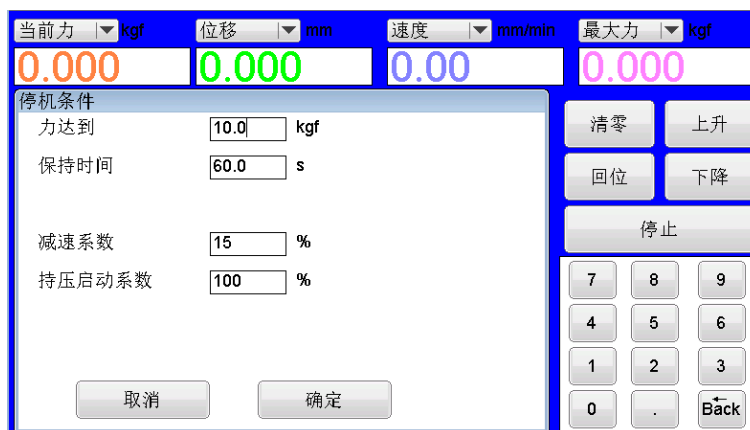 当前力 kgf 位移 mm 速度 mm/min 最大力 kgf
0.000 0.000 0.00 0.000
停机条件
力达到 10.0 kgf
保持时间 60.0 s
减速系数 15 %
持压启动系数 100 %
取消 确定
清零 上升
回位 下降
停止
7 8 9
4 5 6
1 2 3
0 . Back